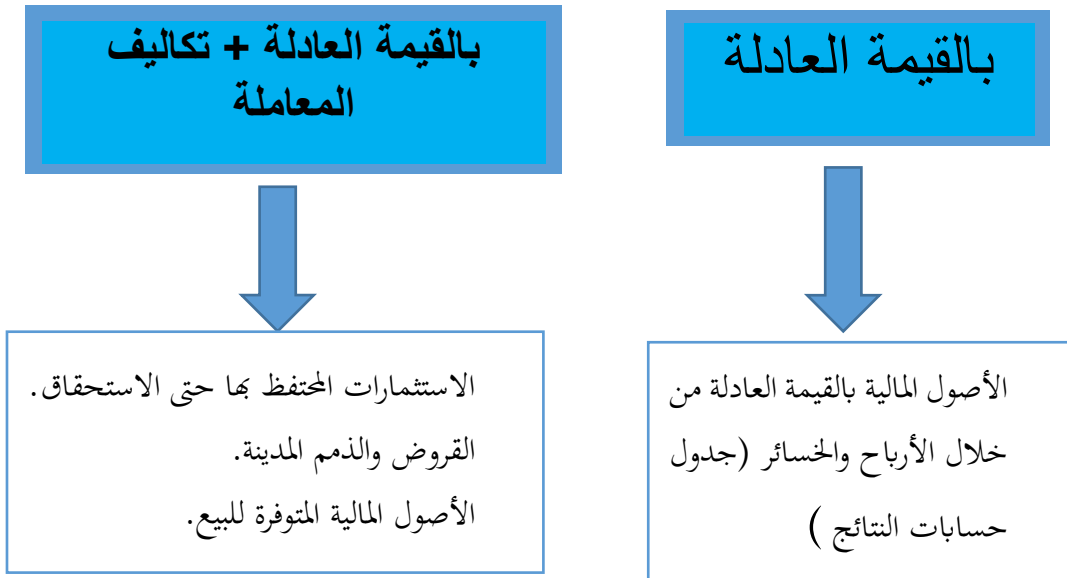 بالقيمة العادلة
بالقيمة العادلة + تكاليف
المعاملة
الأصول المالية بالقيمة العادلة من
خلال الأرباح والخسائر (جدول
حسابات النتائج )
الاستثمارات المحتفظ بها حتى الاستحقاق.
القروض والذمم المدينة.
الأصول المالية المتوفرة للبيع.